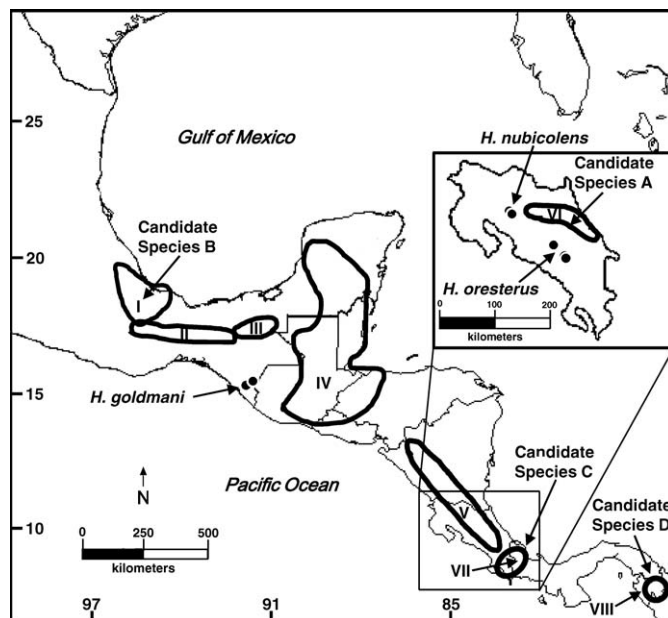 25
Gulf of Mexico
H. nubicolens
Candidate
Species A
VI
Candidate
Species B
20
I
H. oresterus
0 100 200
kilometers
II
III
IV
15
H. goldmani
Candidate
Species C
N
Pacific Ocean
Candidate
Species D
V
10
0 250 500
kilometers
VII
VIII
97 91 85